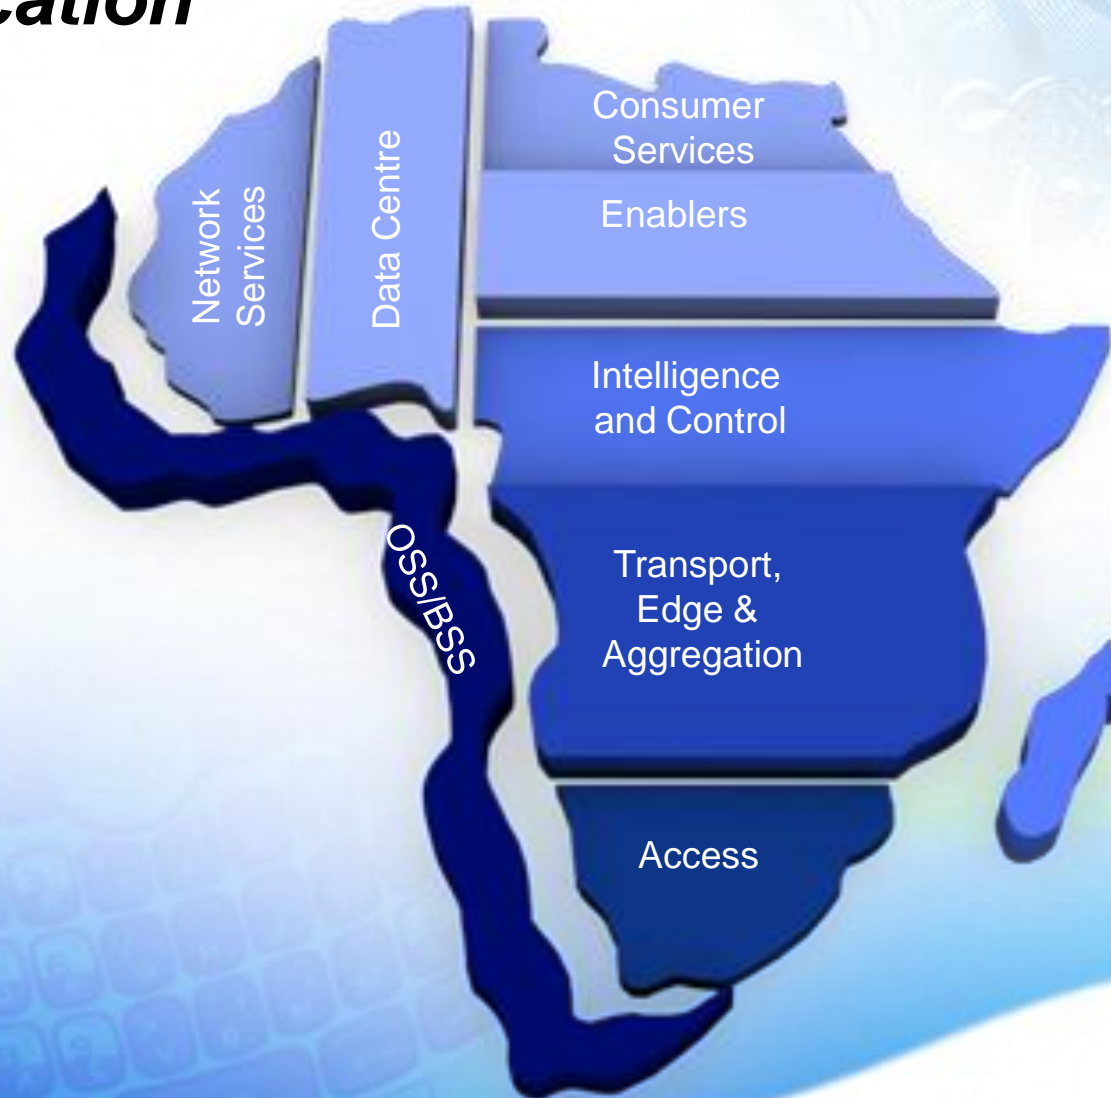 Consumer
Services
Network
Services
Data Centre
Enablers
Intelligence
and Control
OSS/BSS
Transport,
Edge &
Aggregation
Access